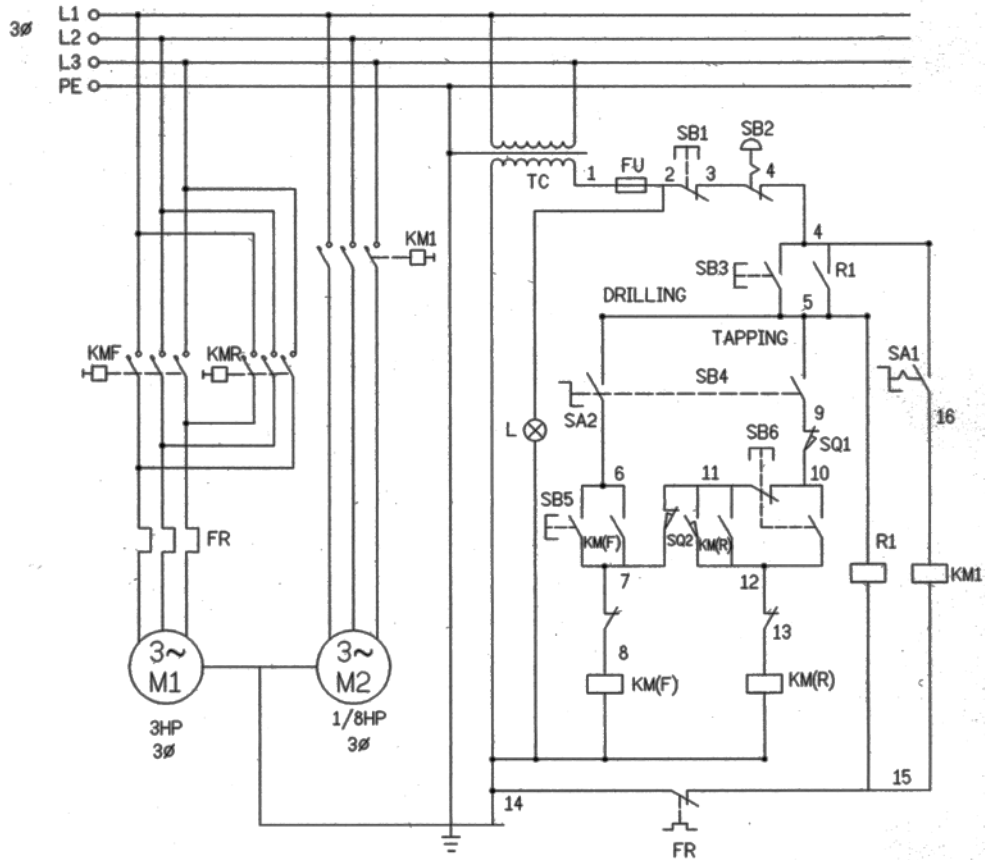 3Ø
L1
L2
L3
PE
SB1
SB2
TC
1
FU
2
3
4
KM1
4
SB3
R1
DRILLING
5
TAPPING
KMF
KMR
SA1
SB4
SA2
9
16
L
SB6
SQ1
6
11
10
SB5
KM(F)
SQ2
KM(R)
FR
R1
KM1
7
12
13
3~
M1
3~
M2
8
KM(F)
KM(R)
3HP
3Ø
1/8HP
3Ø
14
15
FR